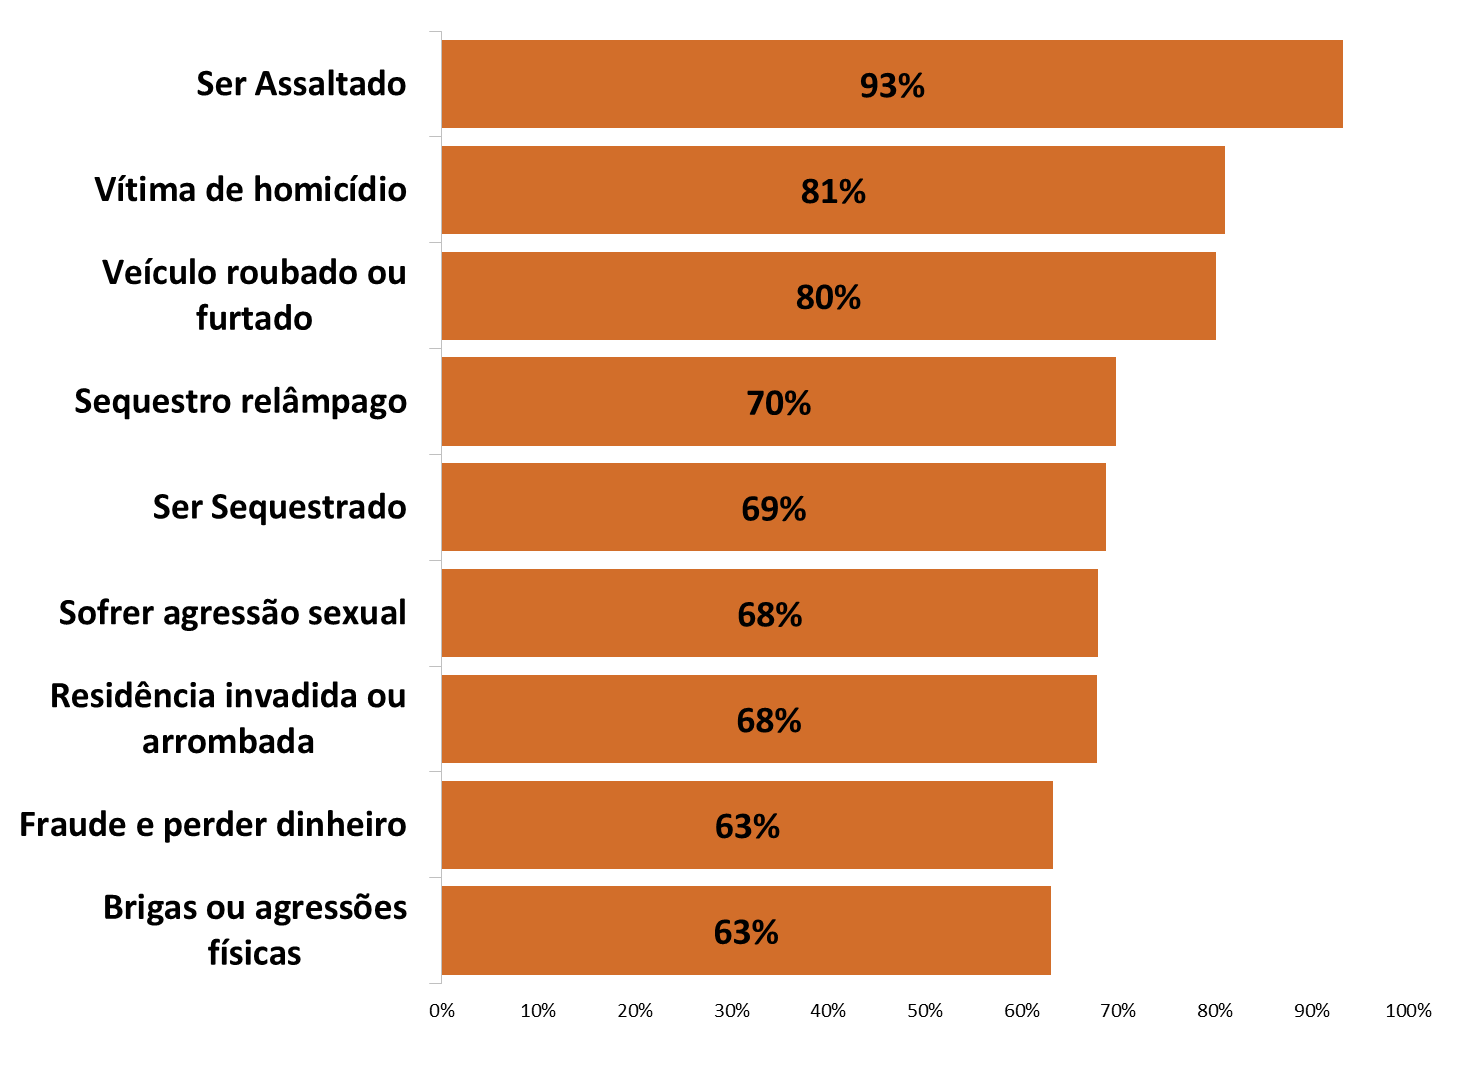 Ser Assaltado
93%
Vítima de homicídio
81%
Veículo roubado ou
furtado
80%
Sequestro relâmpago
70%
Ser Sequestrado
69%
Sofrer agressão sexual
68%
Residência invadida ou
arrombada
68%
Fraude e perder dinheiro
63%
Brigas ou agressões
físicas
63%
0% 10% 20% 30% 40% 50% 60% 70% 80% 90% 100%